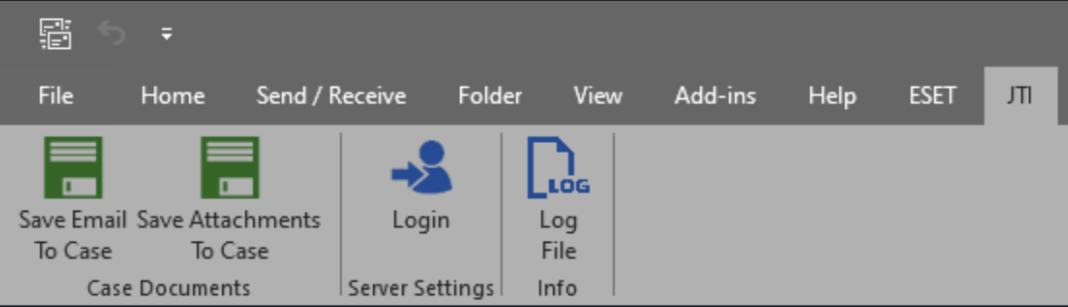 File Home Send / Receive Folder View Add-ins Help ESET JTI
LOG
Save Email Save Attachments Login Log
To Case To Case File
Case Documents Server Settings Info